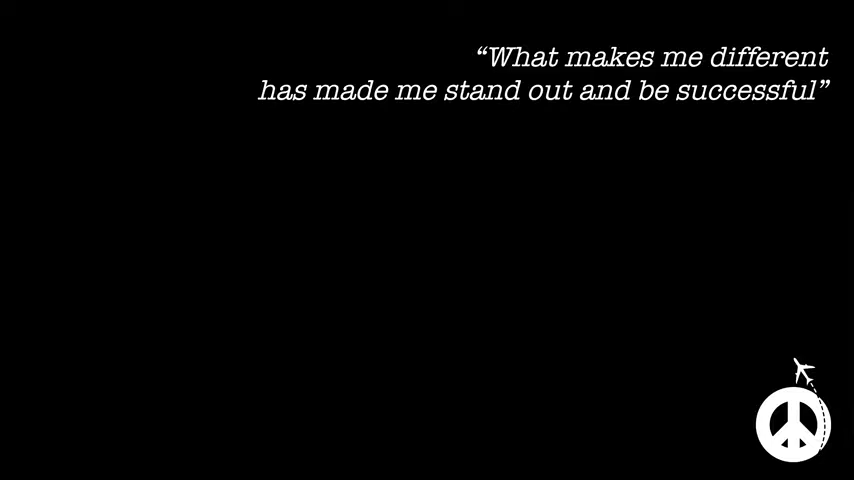 “What makes me different
has made me stand out and be successful”